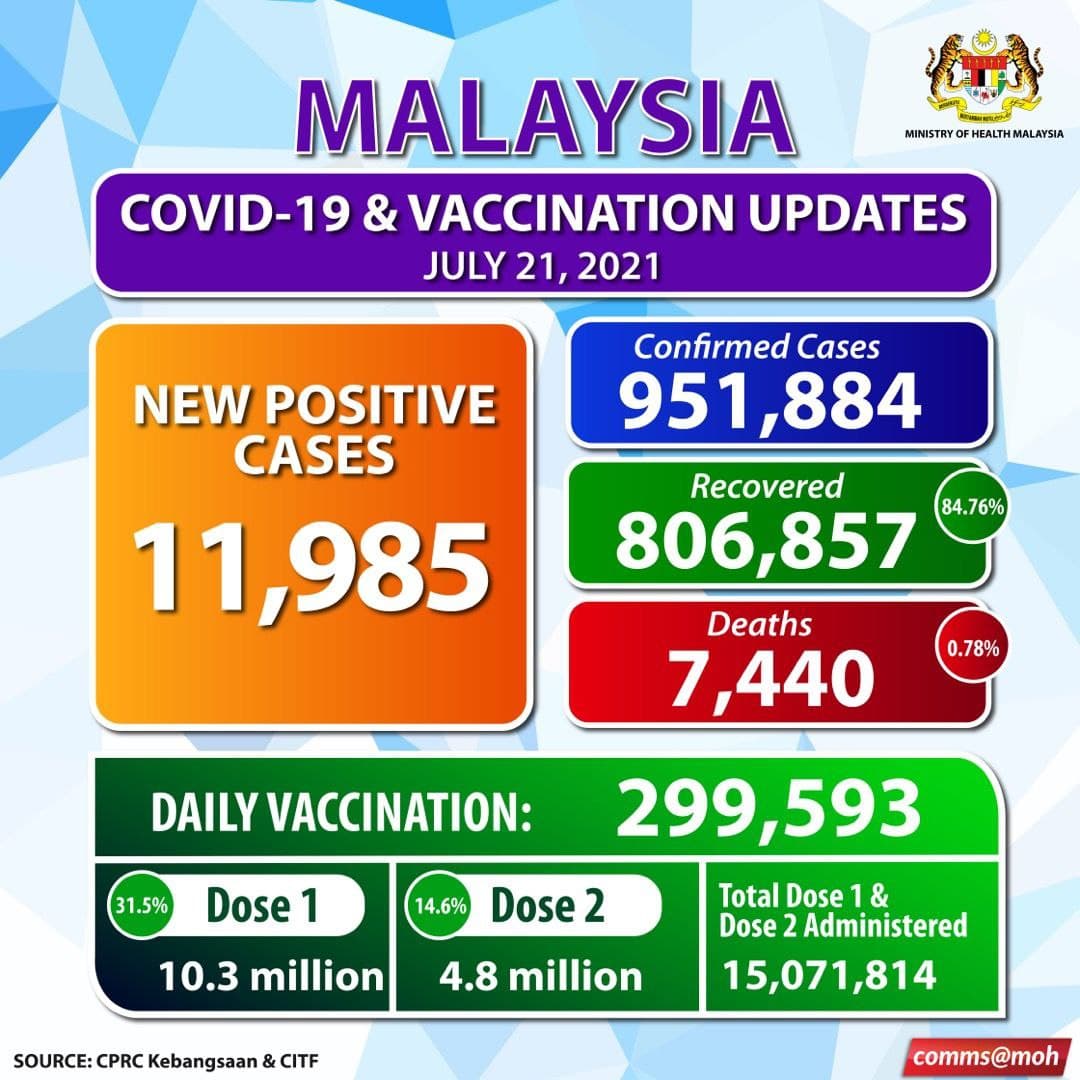 MINISTRY OF HEALTH MALAYSIA
MALAYSIA
COVID-19 & VACCINATION UPDATES
JULY 21, 2021
NEW POSITIVE
CASES
11,985
Confirmed Cases
951,884
Recovered
806,857
84.76%
Deaths
7,440
0.78%
DAILY VACCINATION:
299,593
31.5%
Dose 1
10.3 million
14.6%
Dose 2
4.8 million
Total Dose 1 &
Dose 2 Administered
15,071,814
SOURCE: CPRC Kebangsaan & CITF
comms@moh